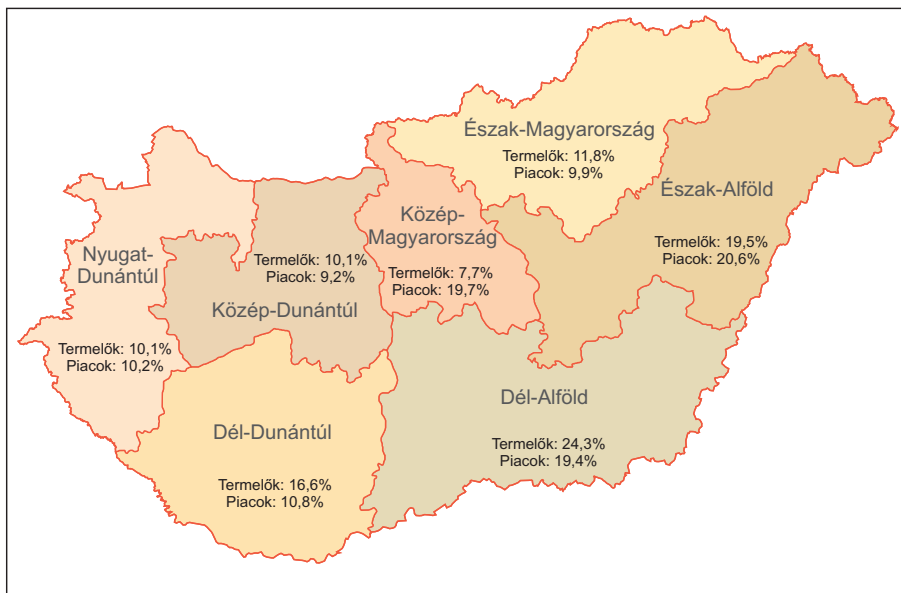 Észak-Magyarország
Termelők: 11,8%
Piacok: 9,9%
Észak-Alföld
Termelők: 19,5%
Piacok: 20,6%
Közép-
Magyarország
Termelők: 7,7%
Piacok: 19,7%
Nyugat-
Dunántúl
Termelők: 10,1%
Piacok: 10,2%
Termelők: 10,1%
Piacok: 9,2%
Közép-Dunántúl
Dél-Alföld
Termelők: 24,3%
Piacok: 19,4%
Dél-Dunántúl
Termelők: 16,6%
Piacok: 10,8%